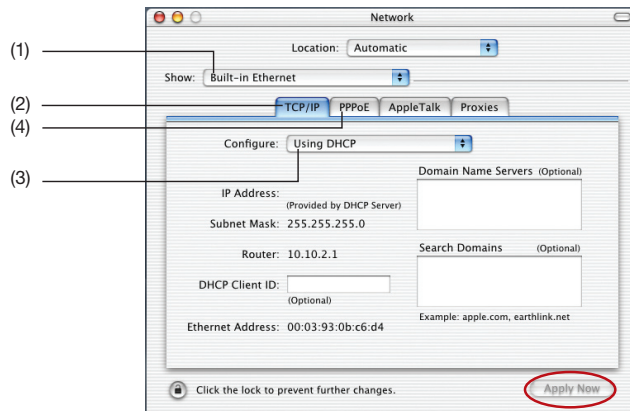 Network
Location: Automatic
(1)
Show: Built-in Ethernet
(2)
TCP/IP PPPoE AppleTalk Proxies
(4)
Configure: Using DHCP
(3)
Domain Name Servers (Optional)
IP Address:
(Provided by DHCP Server)
Subnet Mask: 255.255.255.0
Router: 10.10.2.1
Search Domains (Optional)
DHCP Client ID:
(Optional)
Example: apple.com, earthlink.net
Ethernet Address: 00:03:93:0b:c6:d4
Click the lock to prevent further changes.
Apply Now